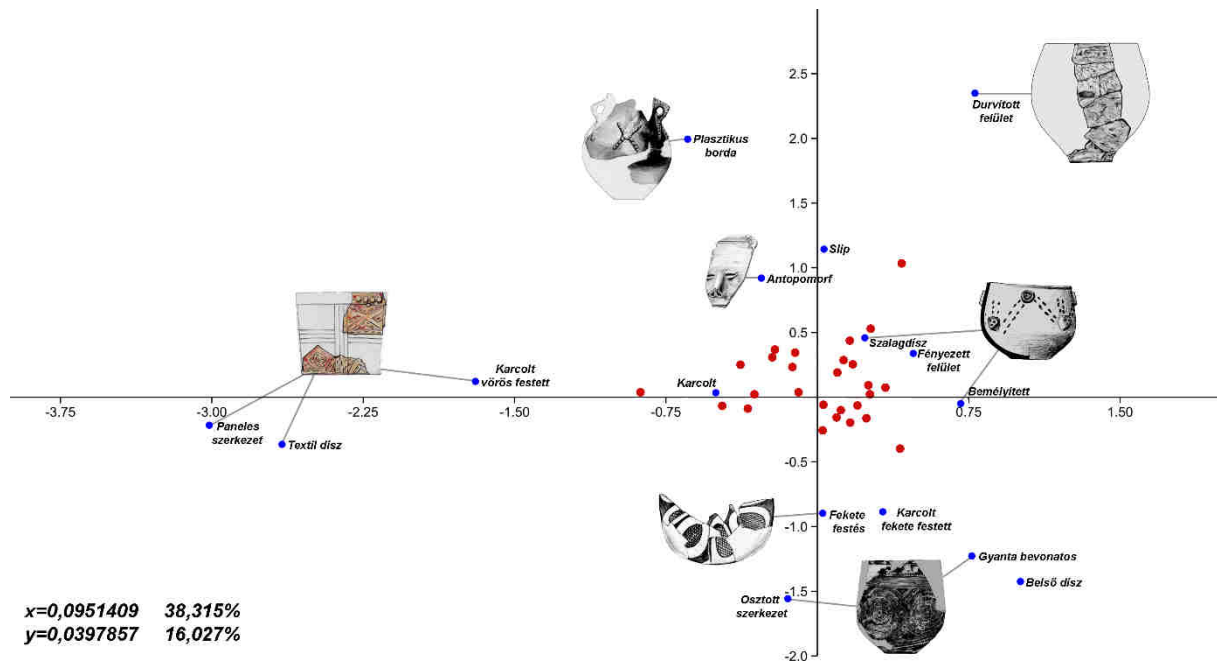 2.5
Durvított
felület
2.0
Plasztikus
borda
1.5
Slip
1.0
Antopomorf
0.5
Szalagdísz
Fényezett
felület
Karcolt
vörös festett
Karcolt
Bemélyített
-3.75
-3.00
-2.25
-1.50
-0.75
0.75
1.50
Paneles
szerkezet
Textil dísz
-0.5
Fekete
festés
Karcolt
fekete festett
-1.0
Gyanta bevonatos
Belső dísz
-1.5
Osztott
szerkezet
x=0,0951409 38,315%
y=0,0397857 16,027%
-2.0